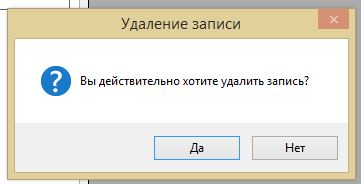 Удаление записи
Вы действительно хотите удалить запись?
Да
Нет